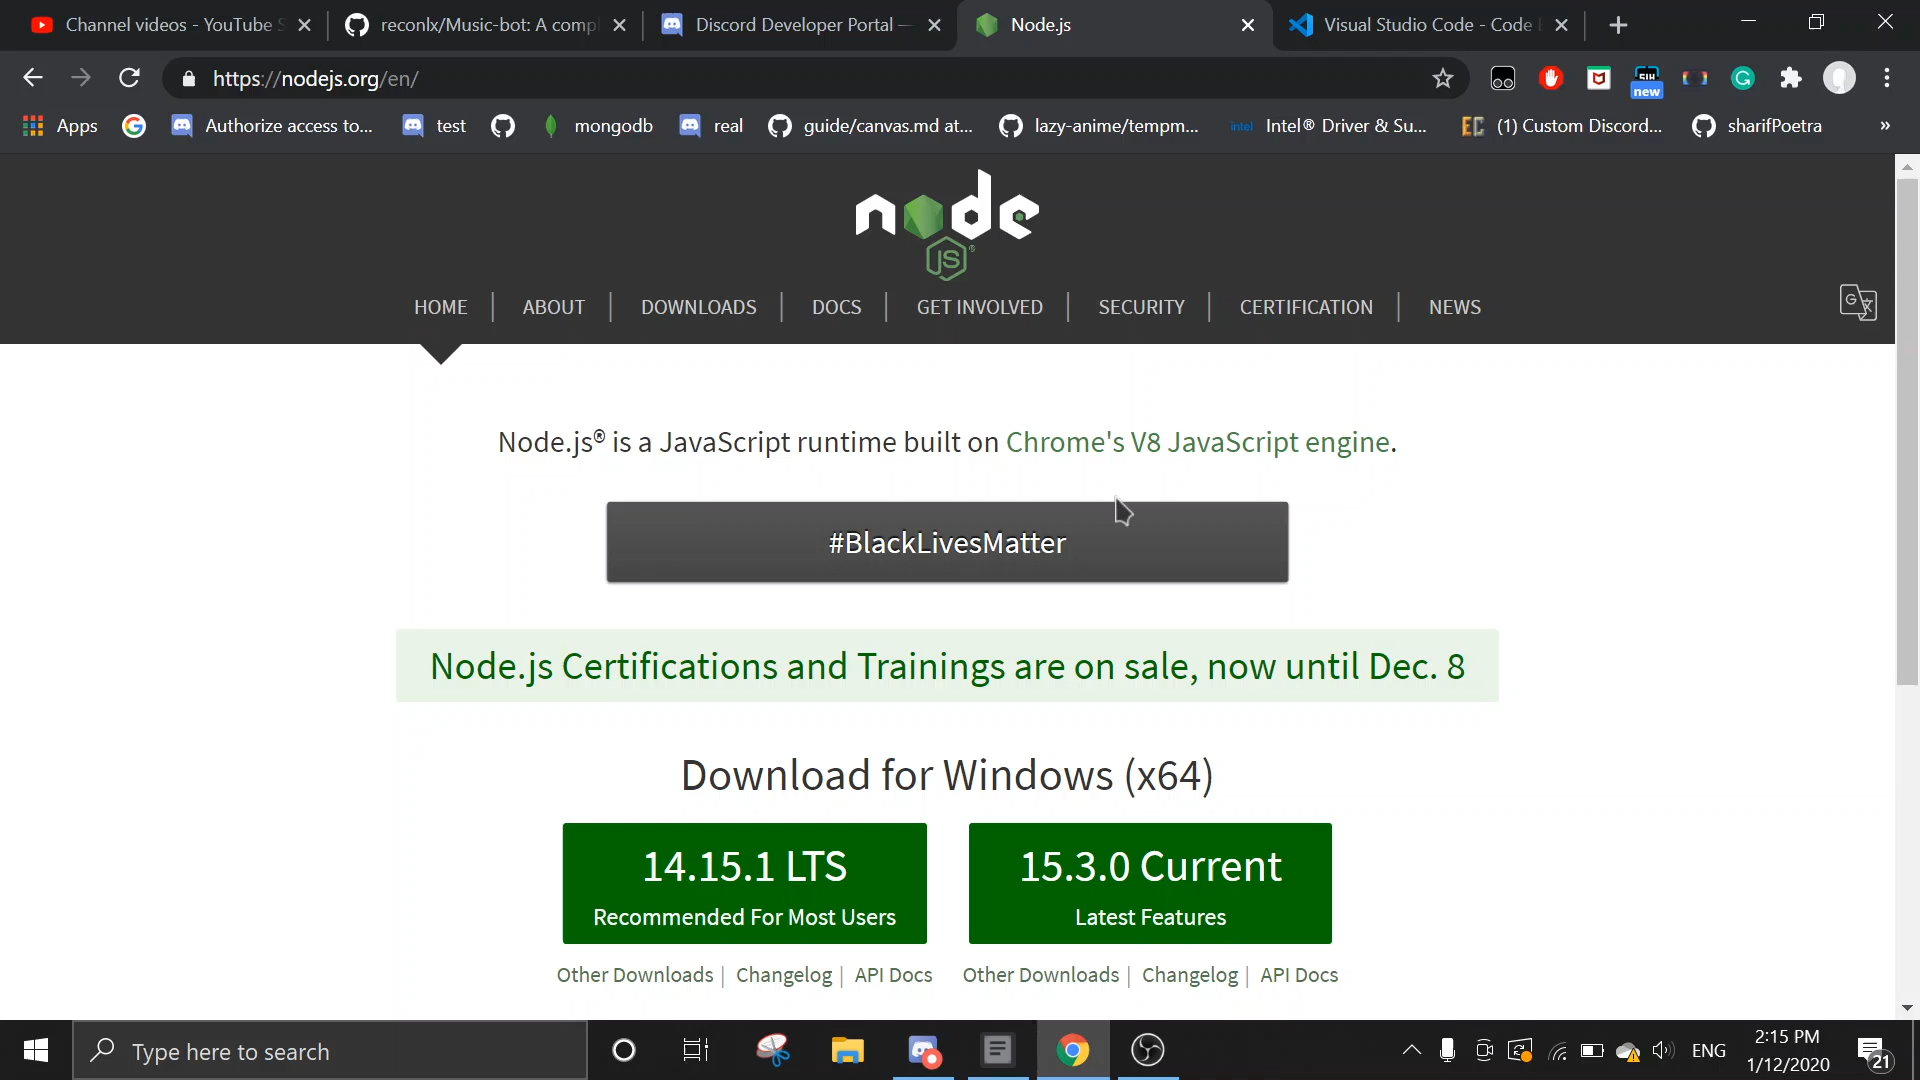 Channel videos - YouTube S
reconlx/Music-bot: A comp
Discord Developer Portal —
Node.js
Visual Studio Code - Code
https://nodejs.org/en/
new
Apps
Authorize access to...
test
mongodb
real
guide/canvas.md at...
lazy-anime/tempm...
intel
Intel® Driver & Su...
EC
(1) Custom Discord...
sharifPoetra
»
node
JS
HOME | ABOUT | DOWNLOADS | DOCS | GET INVOLVED | SECURITY | CERTIFICATION | NEWS
Node.js® is a JavaScript runtime built on Chrome's V8 JavaScript engine.
#BlackLivesMatter
Node.js Certifications and Trainings are on sale, now until Dec. 8
Download for Windows (x64)
14.15.1 LTS
Recommended For Most Users
15.3.0 Current
Latest Features
Other Downloads | Changelog | API Docs
Other Downloads | Changelog | API Docs
Type here to search
ENG
2:15 PM
1/12/2020
21